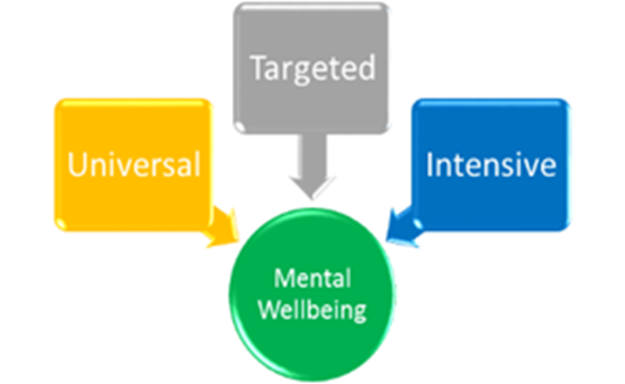 Targeted
Universal
Intensive
Mental
Wellbeing